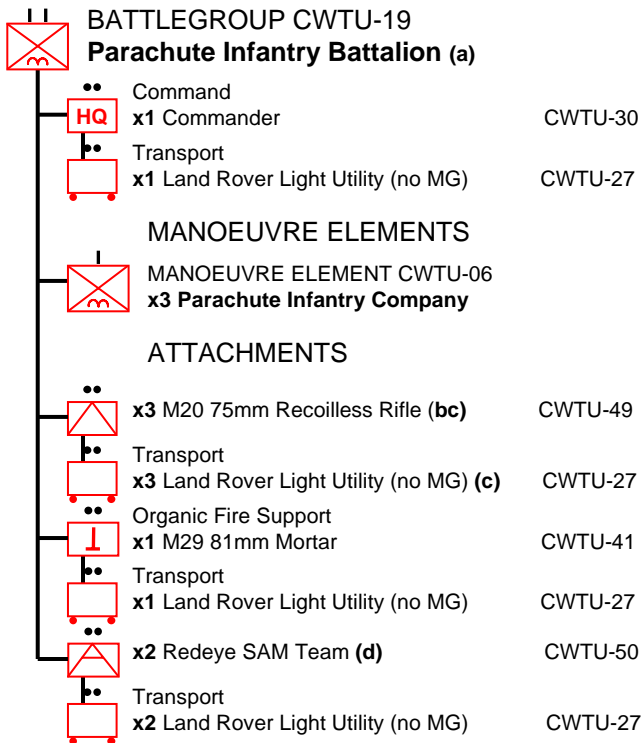 BATTLEGROUP CWTU-19
Parachute Infantry Battalion (a)
Command
HQ x1 Commander CWTU-30
Transport
x1 Land Rover Light Utility (no MG) CWTU-27
MANOEUVRE ELEMENTS
MANOEUVRE ELEMENT CWTU-06
x3 Parachute Infantry Company
ATTACHMENTS
x3 M20 75mm Recoilless Rifle (bc) CWTU-49
Transport
x3 Land Rover Light Utility (no MG) (c) CWTU-27
Organic Fire Support
x1 M29 81mm Mortar CWTU-41
Transport
x1 Land Rover Light Utility (no MG) CWTU-27
x2 Redeye SAM Team (d) CWTU-50
Transport
x2 Land Rover Light Utility (no MG) CWTU-27